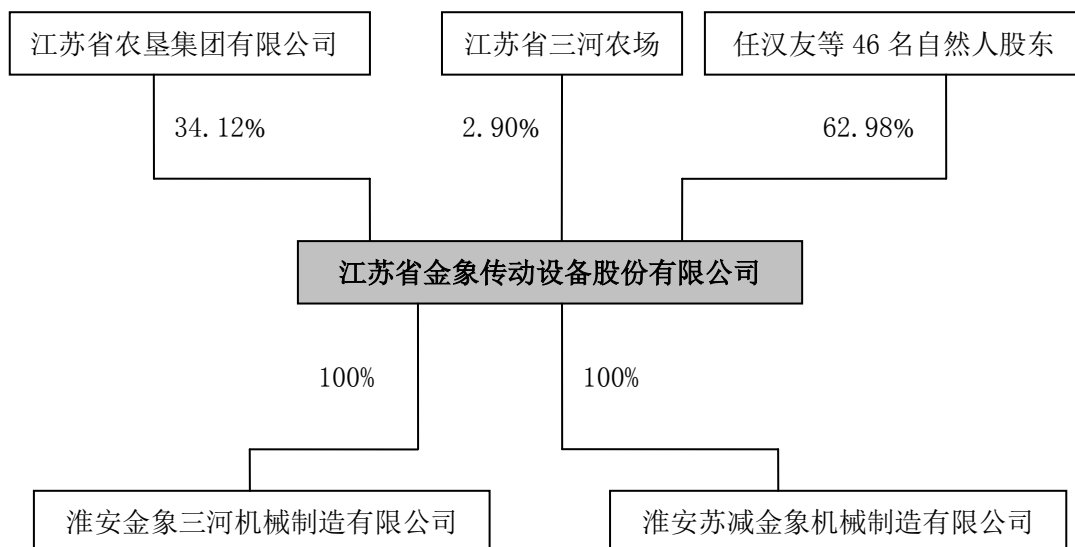 江苏省农垦集团有限公司
江苏省三河农场
任汉友等 46 名自然人股东
34.12%
2.90%
62.98%
江苏省金象传动设备股份有限公司
100%
100%
淮安金象三河机械制造有限公司
淮安苏减金象机械制造有限公司